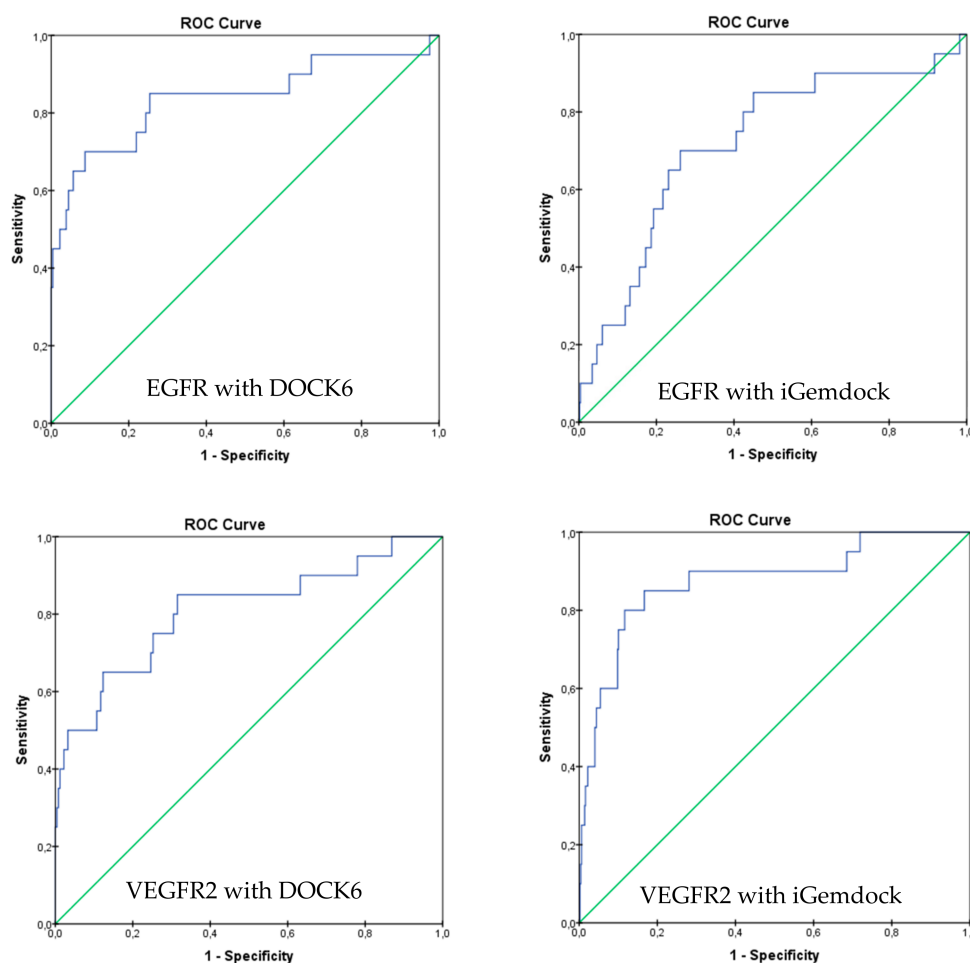 ROC Curve
1,0
0,8
0,6
0,4
0,2
0,0
Sensitivity
EGFR with DOCK6
0,0 0,2 0,4 0,6 0,8 1,0
1 - Specificity
ROC Curve
1,0
0,8
0,6
0,4
0,2
0,0
Sensitivity
EGFR with iGemdock
0,0 0,2 0,4 0,6 0,8 1,0
1 - Specificity
ROC Curve
1,0
0,8
0,6
0,4
0,2
0,0
Sensitivity
VEGFR2 with DOCK6
0,0 0,2 0,4 0,6 0,8 1,0
1 - Specificity
ROC Curve
1,0
0,8
0,6
0,4
0,2
0,0
Sensitivity
VEGFR2 with iGemdock
0,0 0,2 0,4 0,6 0,8 1,0
1 - Specificity